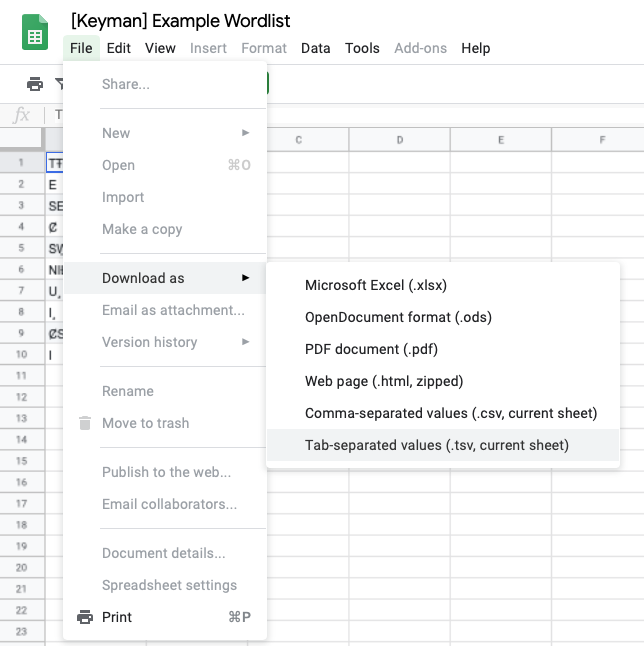 [Keyman] Example Wordlist
File Edit View Insert Format Data Tools Add-ons Help
Share...
fx
C D E F
New
Open ⌘O
Import
Make a copy
Download as
Email as attachment...
Version history
Rename
Move to trash
Publish to the web...
Email collaborators...
Document details...
Spreadsheet settings
Print ⌘P
Microsoft Excel (.xlsx)
OpenDocument format (.ods)
PDF document (.pdf)
Web page (.html, zipped)
Comma-separated values (.csv, current sheet)
Tab-separated values (.tsv, current sheet)
1
2 E
3 SE
4 Ȼ
5
6
7
8
9 ȻS
10 I
11
12
13
14
15
16
17
18
19
20
21
22
23